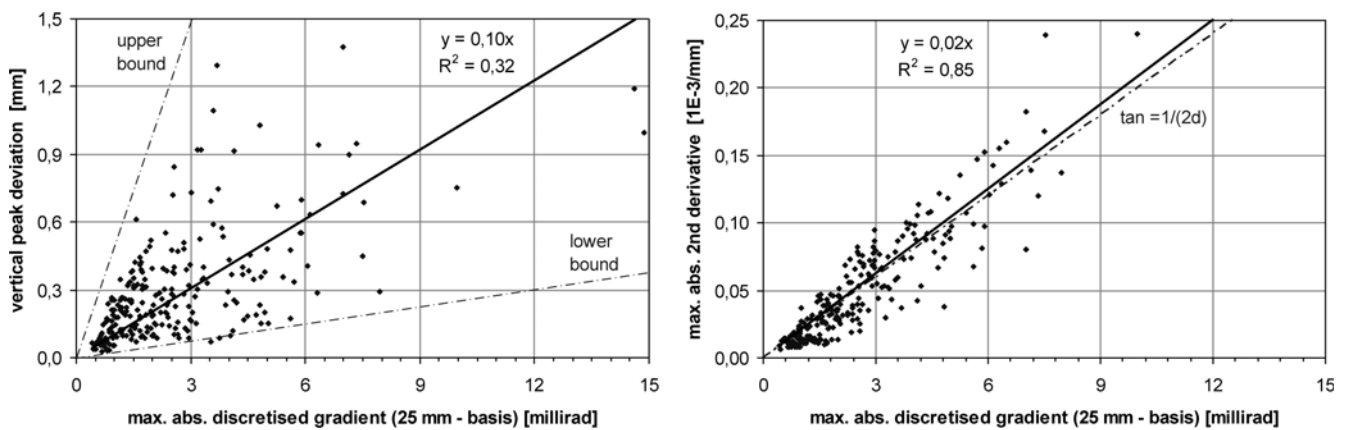 1,5
1,2
0,9
0,6
0,3
0,0
vertical peak deviation [mm]
upper
bound
y = 0,10x
R² = 0,32
lower
bound
0 3 6 9 12 15
max. abs. discretised gradient (25 mm - basis) [millirad]
0,25
0,20
0,15
0,10
0,05
0,00
max. abs. 2nd derivative [1E-3/mm]
y = 0,02x
R² = 0,85
tan =1/(2d)
0 3 6 9 12 15
max. abs. discretised gradient (25 mm - basis) [millirad]